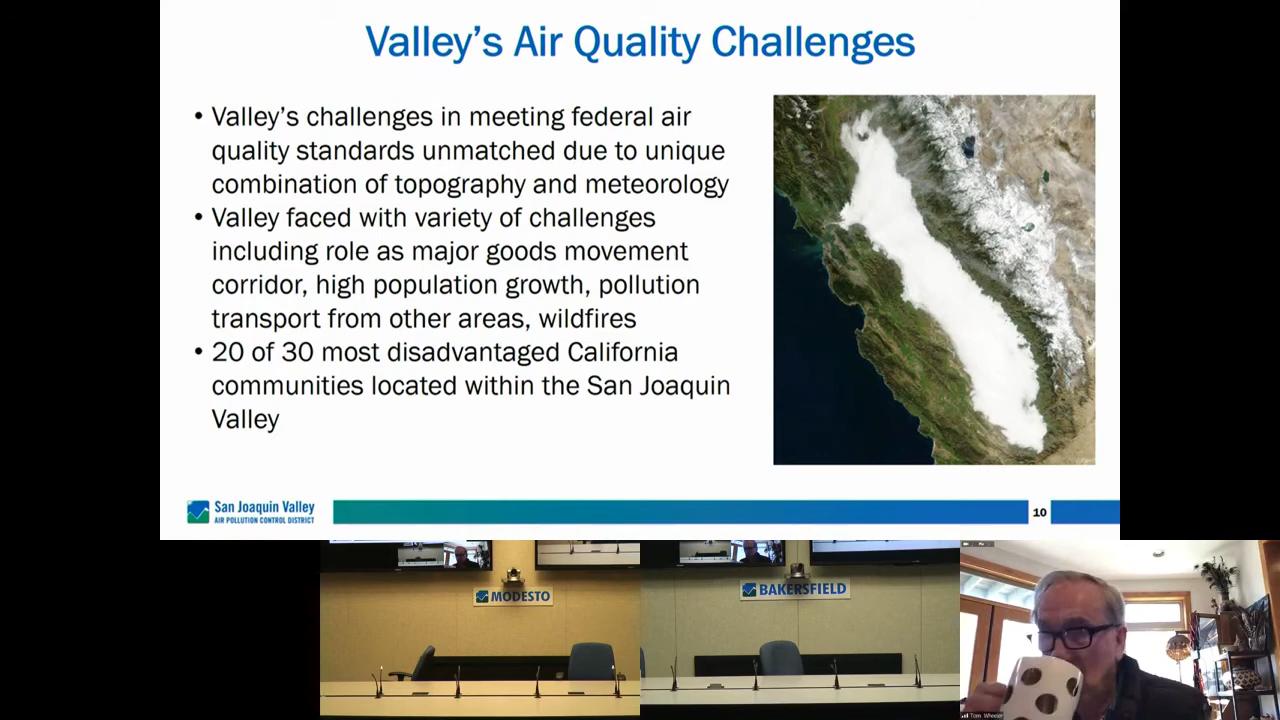 Valley’s Air Quality Challenges
• Valley’s challenges in meeting federal air
quality standards unmatched due to unique
combination of topography and meteorology
• Valley faced with variety of challenges
including role as major goods movement
corridor, high population growth, pollution
transport from other areas, wildfires
• 20 of 30 most disadvantaged California
communities located within the San Joaquin
Valley
San Joaquin Valley
AIR POLLUTION CONTROL DISTRICT
10
MODESTO
BAKERSFIELD
Tom Wheeler